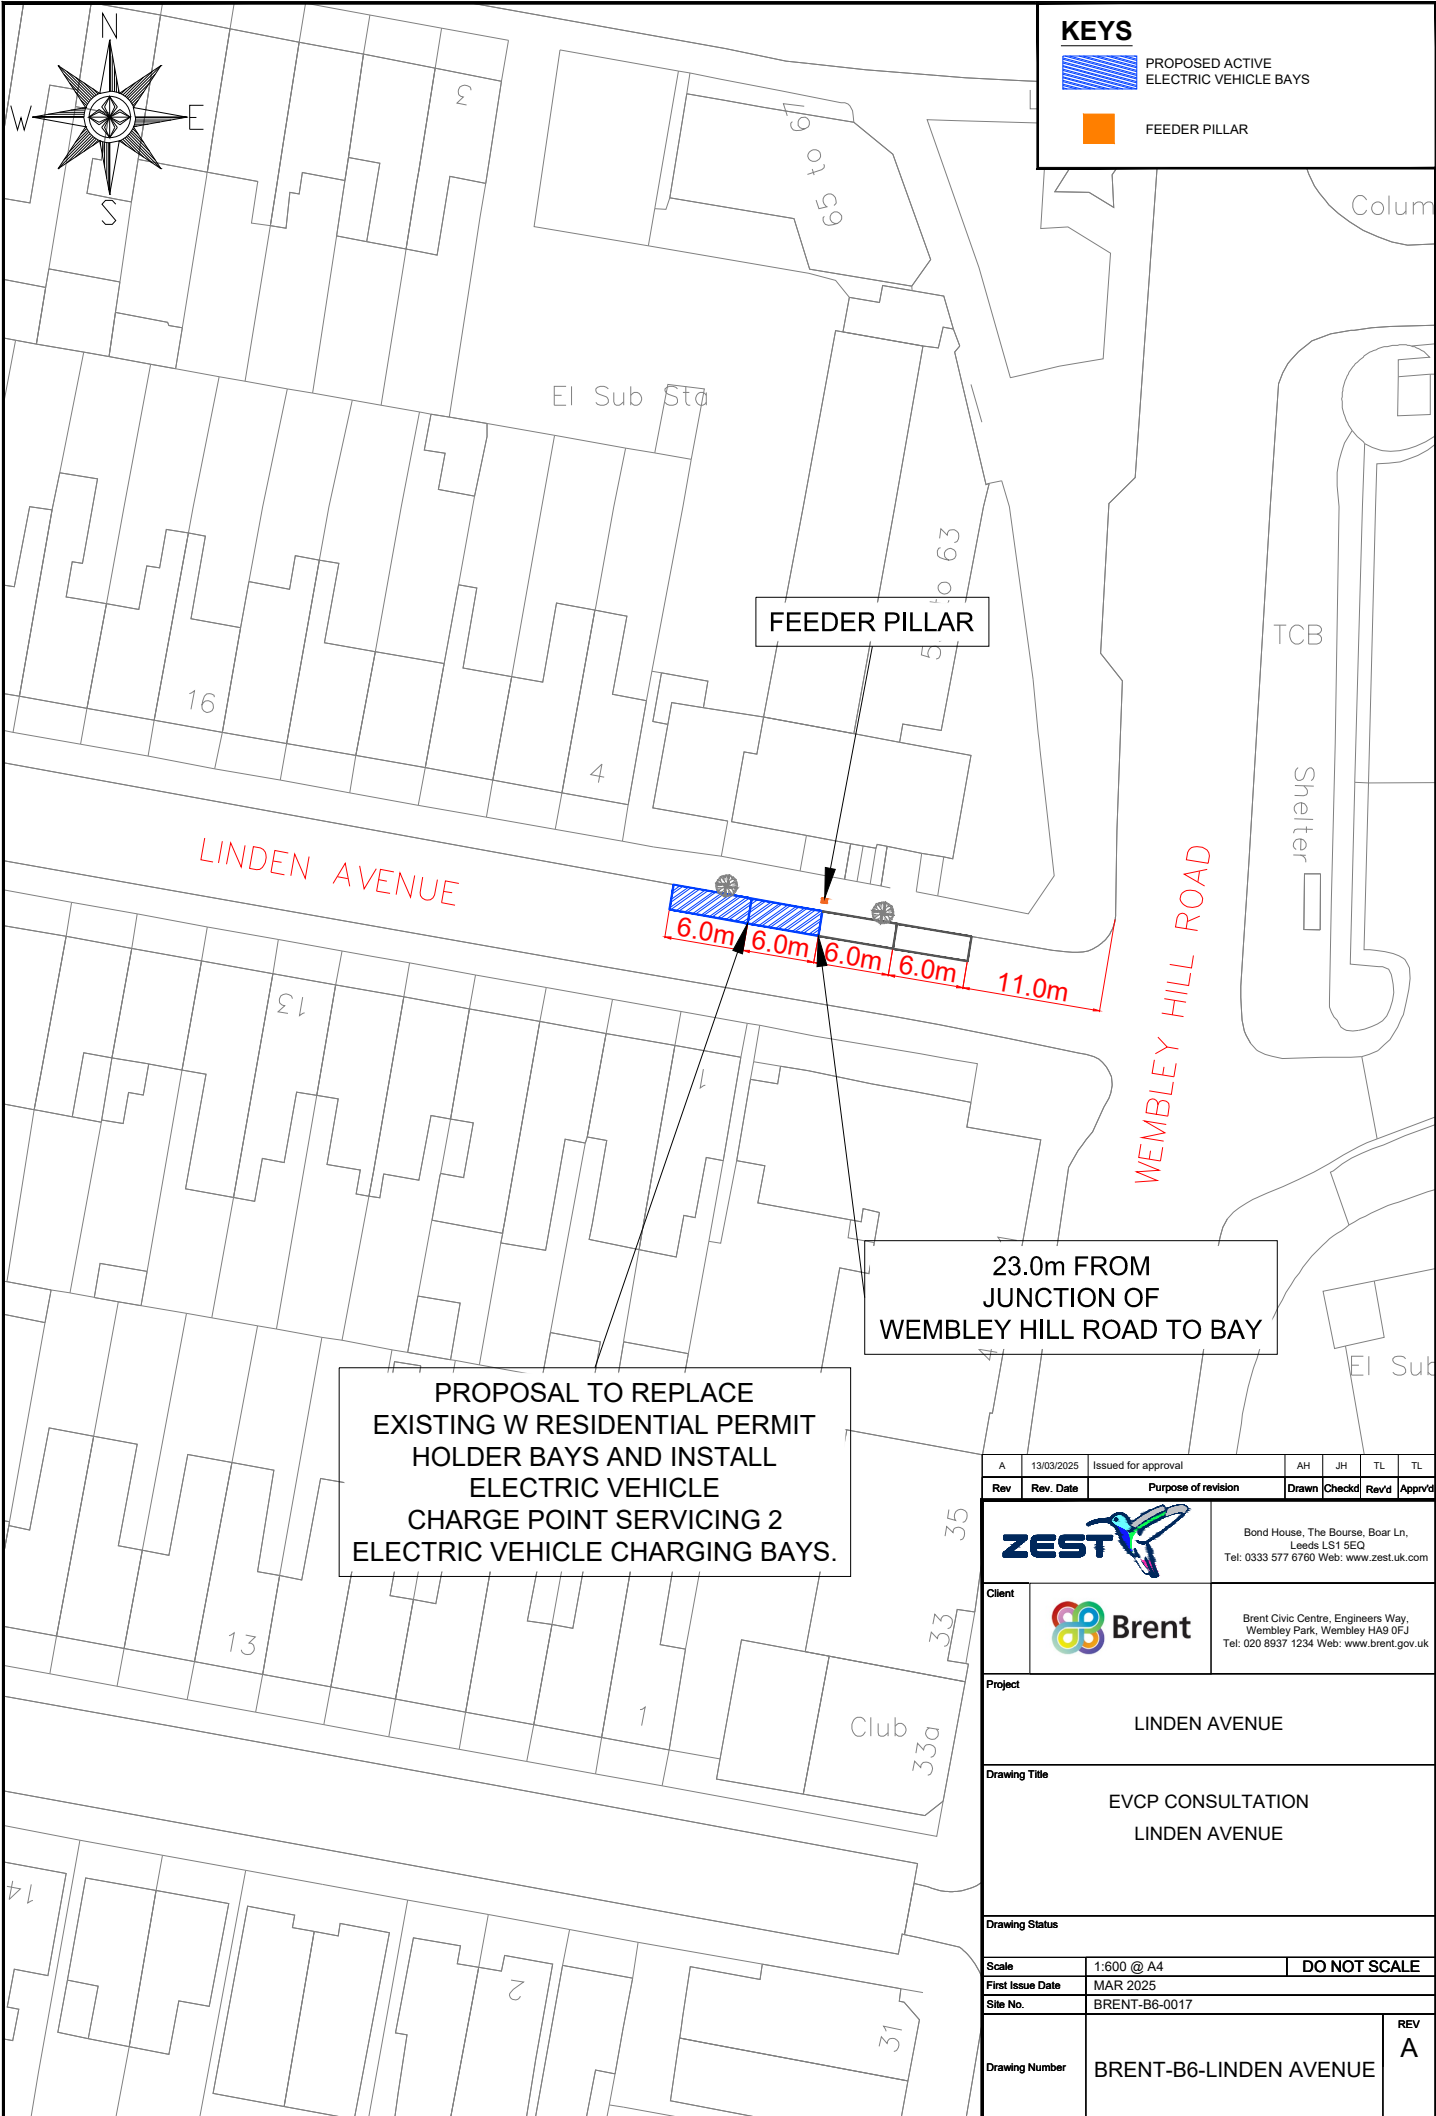 N
W
E
S
KEYS
PROPOSED ACTIVE
ELECTRIC VEHICLE BAYS
FEEDER PILLAR
3
67 to 65
Colum
El Sub Sta
to 63
FEEDER PILLAR
TCB
16
4
Shelter
LINDEN AVENUE
WEMBLEY HILL ROAD
6.0m
6.0m
6.0m
6.0m
11.0m
13
1
23.0m FROM
JUNCTION OF
WEMBLEY HILL ROAD TO BAY
El Sub
PROPOSAL TO REPLACE
EXISTING W RESIDENTIAL PERMIT
HOLDER BAYS AND INSTALL
ELECTRIC VEHICLE
CHARGE POINT SERVICING 2
ELECTRIC VEHICLE CHARGING BAYS.
35
33
13
1
Club
33a
14
2
31
A 13/03/2025 Issued for approval AH JH TL TL
Rev Rev. Date Purpose of revision Drawn Checkd Rev'd Apprv'd
ZEST
Bond House, The Bourse, Boar Ln,
Leeds LS1 5EQ
Tel: 0333 577 6760 Web: www.zest.uk.com
Client
Brent
Brent Civic Centre, Engineers Way,
Wembley Park, Wembley HA9 0FJ
Tel: 020 8937 1234 Web: www.brent.gov.uk
Project
LINDEN AVENUE
Drawing Title
EVCP CONSULTATION
LINDEN AVENUE
Drawing Status
Scale 1:600 @ A4 DO NOT SCALE
First Issue Date MAR 2025
Site No. BRENT-B6-0017
Drawing Number BRENT-B6-LINDEN AVENUE
REV
A